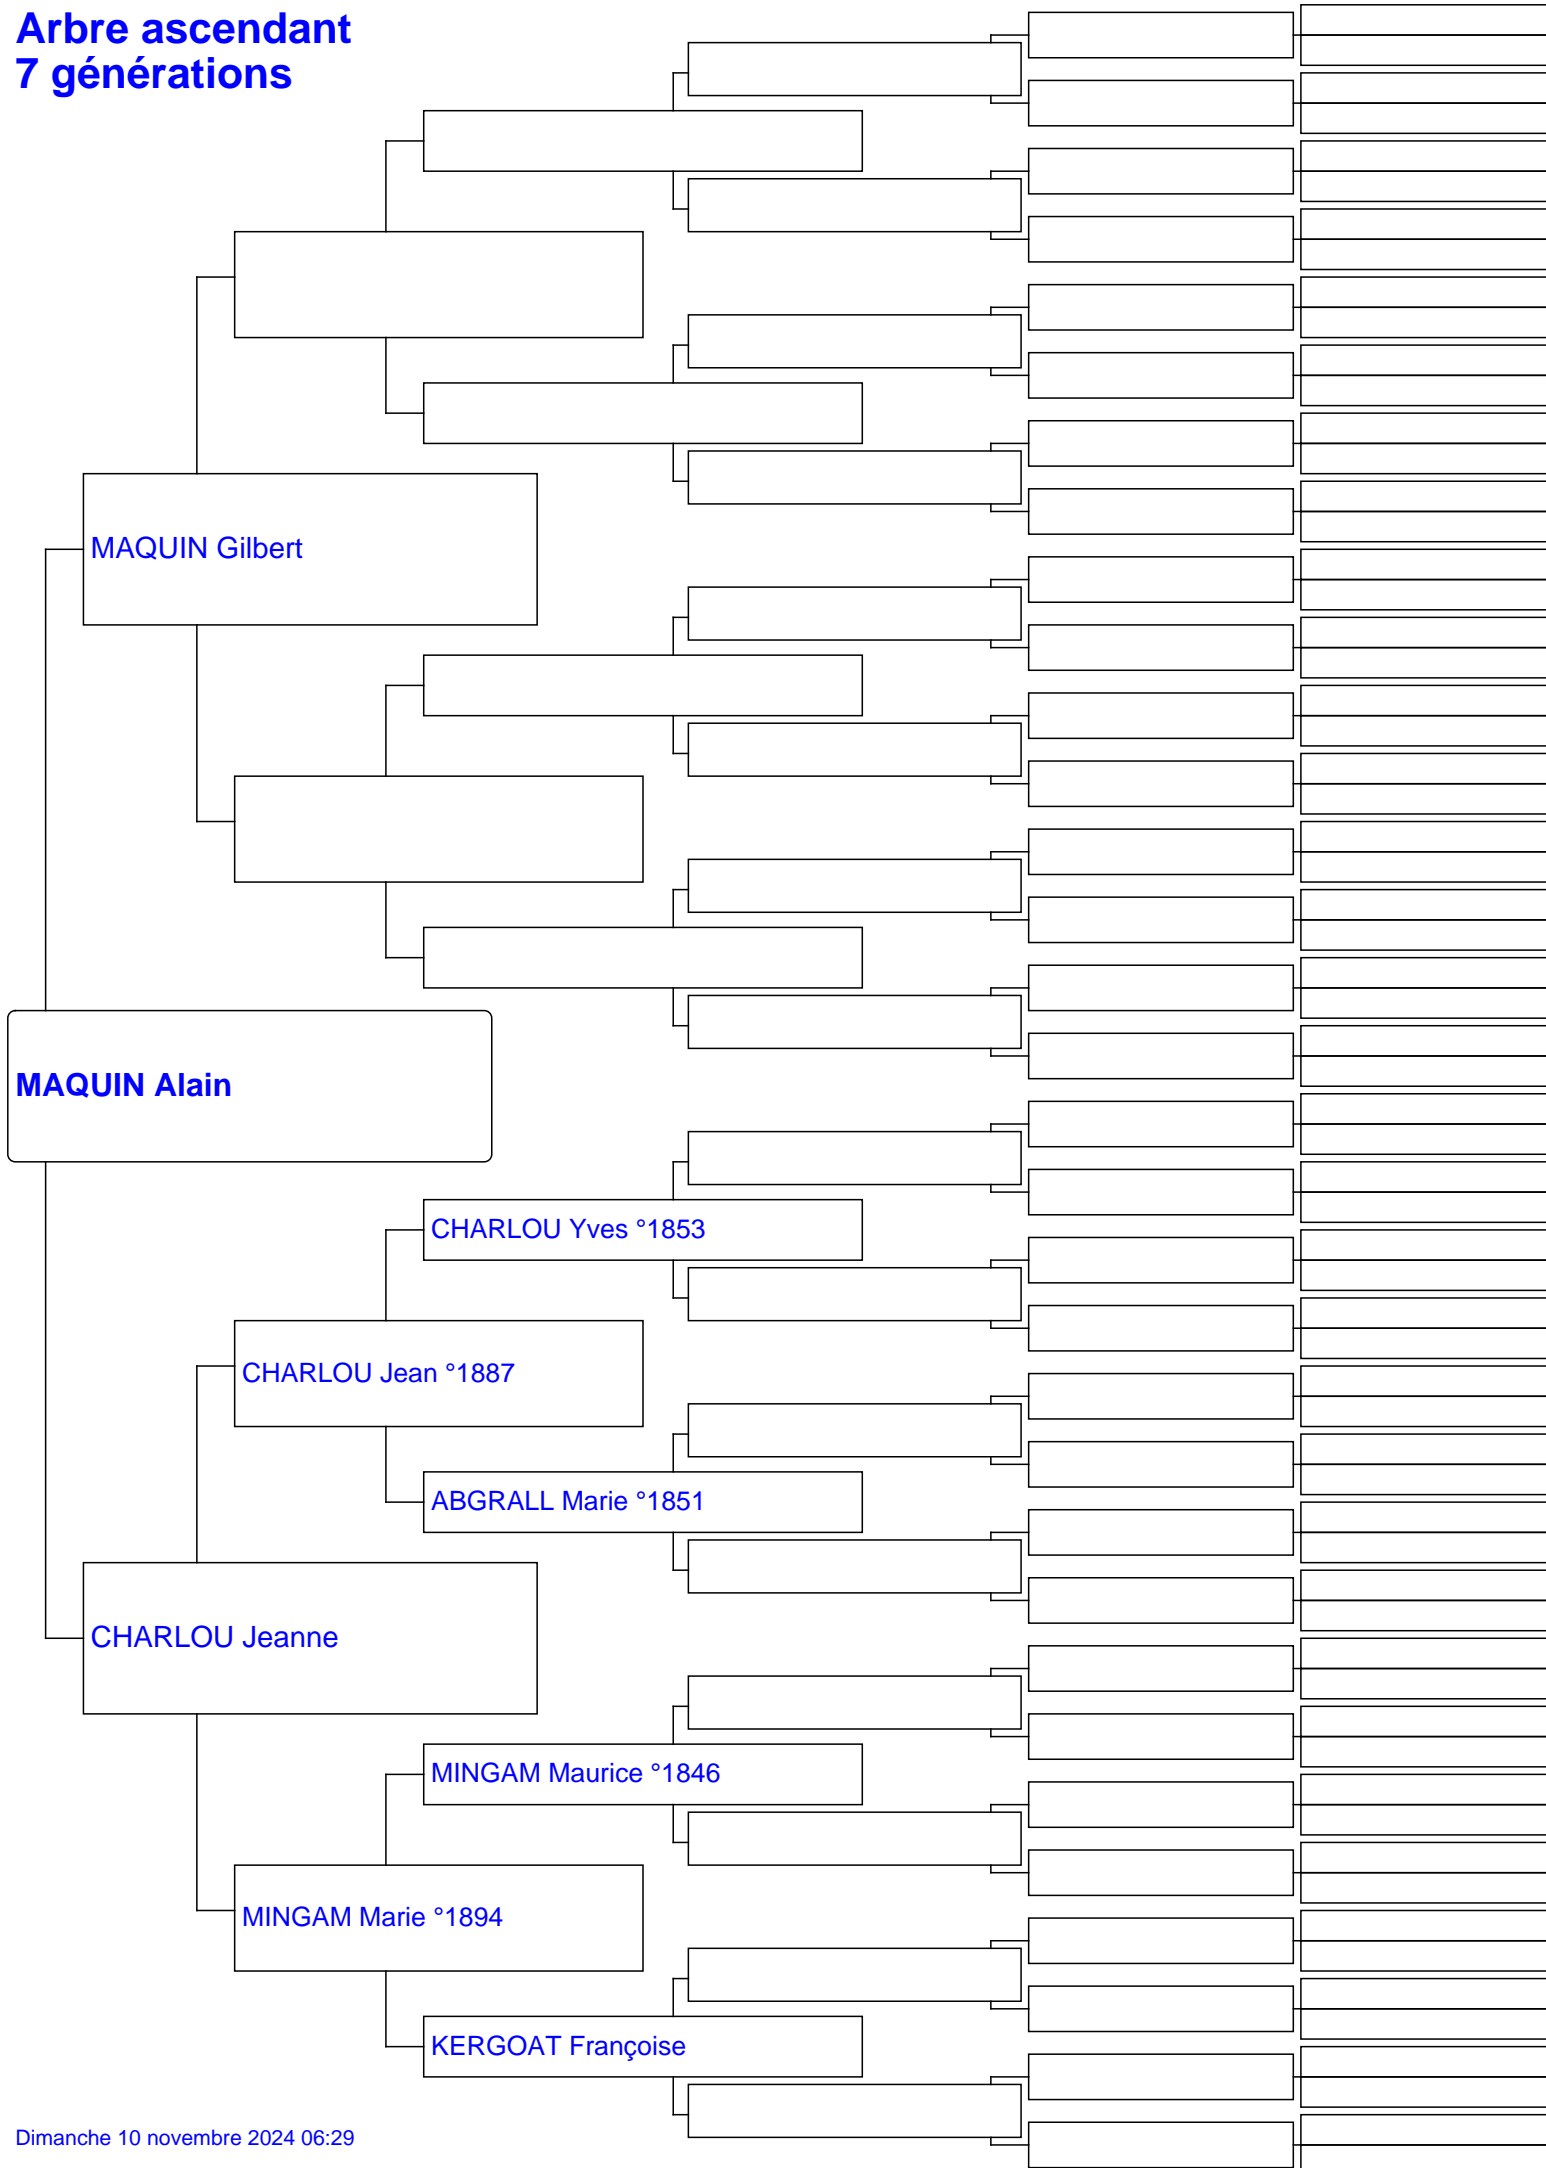 Arbre ascendant
7 générations
MAQUIN Gilbert
MAQUIN Alain
CHARLOU Yves °1853
CHARLOU Jean °1887
ABGRALL Marie °1851
CHARLOU Jeanne
MINGAM Maurice °1846
MINGAM Marie °1894
KERGOAT Françoise
Dimanche 10 novembre 2024 06:29